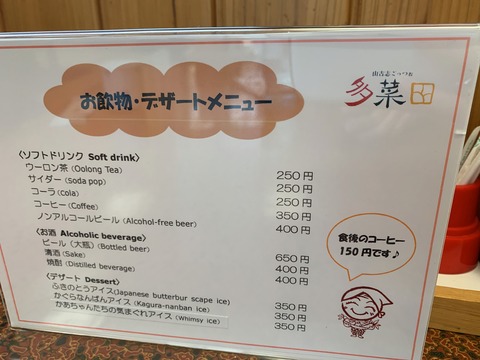 お飲物・デザートメニュー
山古志ごっつぉ
多菜田
〈ソフトドリンク Soft drink〉
ウーロン茶 (Oolong Tea) 250円
サイダー (soda pop) 250円
コーラ (cola) 250円
コーヒー (Coffee) 350円
ノンアルコールビール (Alcohol-free beer) 400円
〈お酒 Alcoholic beverage〉
ビール (大瓶) (Bottled beer) 650円
清酒 (Sake) 400円
焼酎 (Distilled beverage) 400円
〈デザート Dessert〉
ふきのとうアイス(Japanese butterbur scape ice) 350円
かぐらなんばんアイス (Kagura-nanban ice) 350円
かあちゃんたちの気まぐれアイス (Whimsy ice) 350円
食後のコーヒー
150円です♪